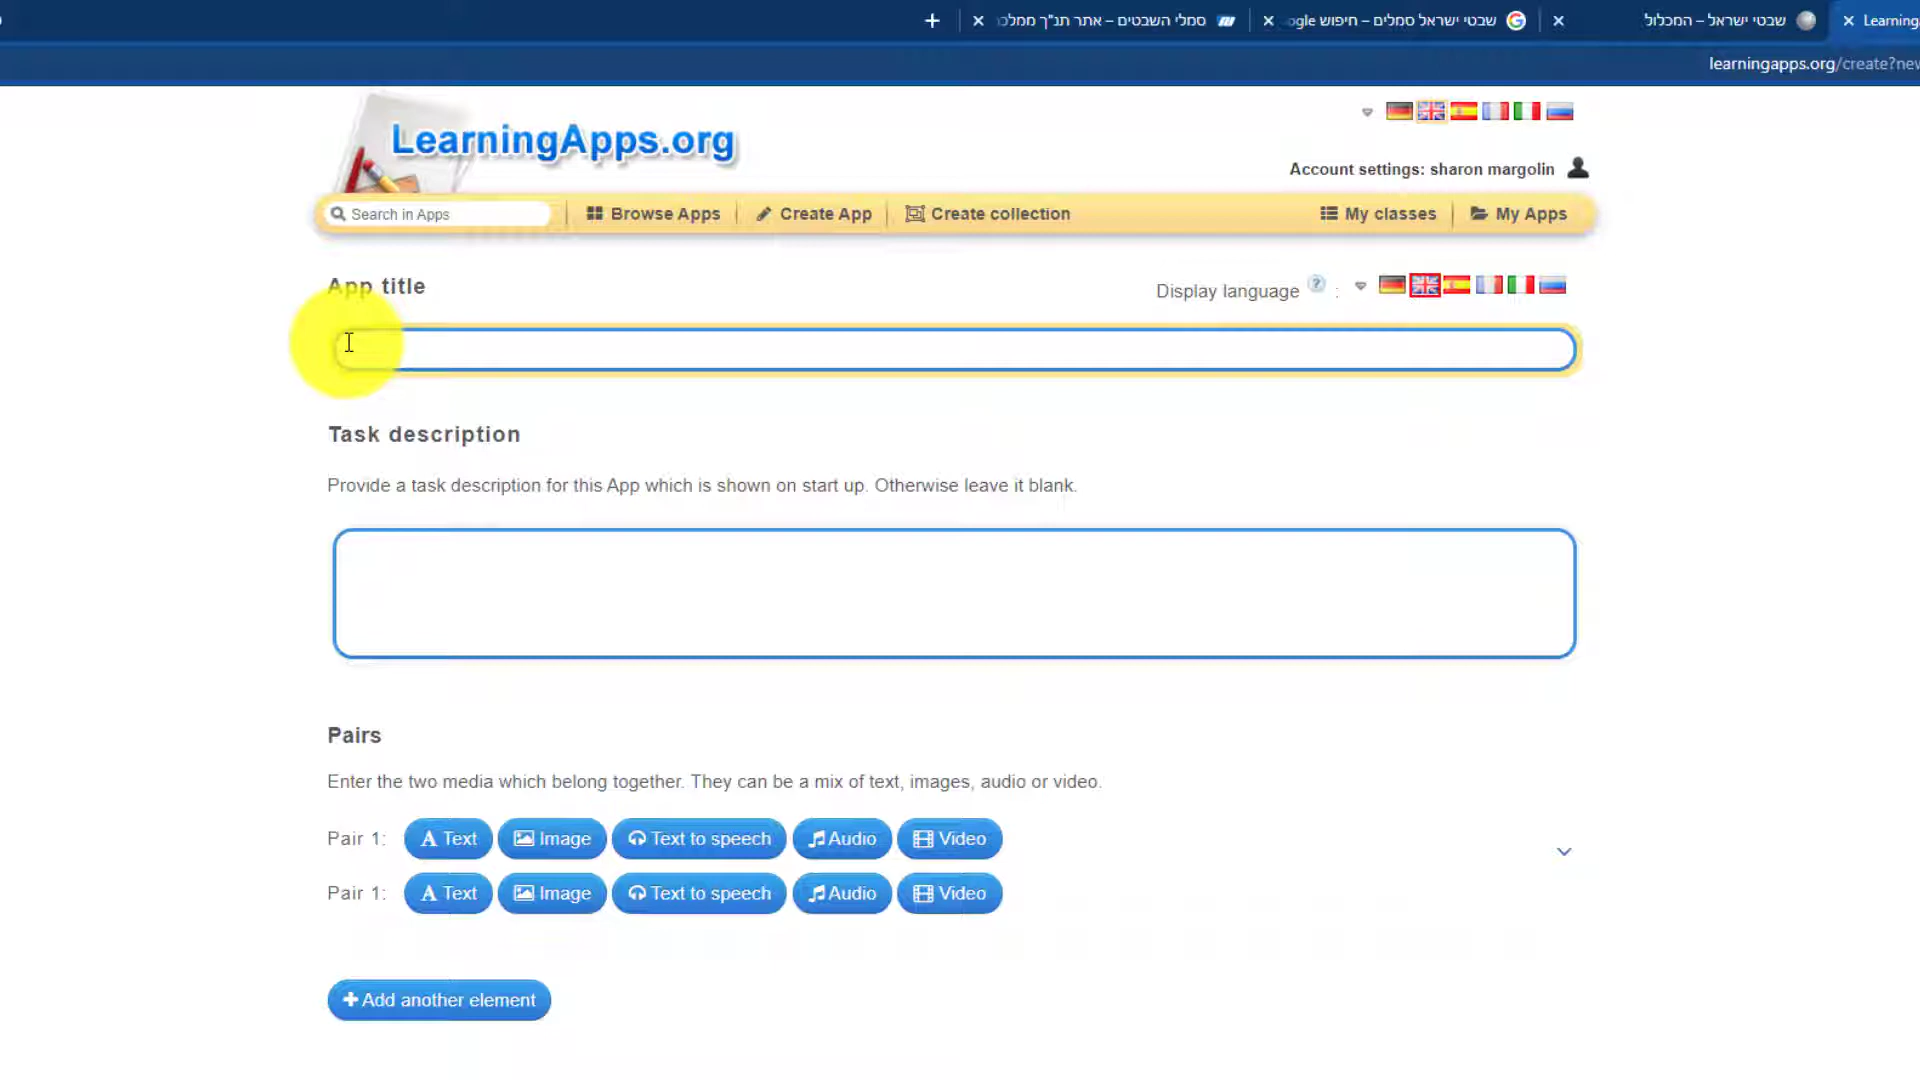 סמלי השבטים – אתר תנ"ך ממלכ
שבטי ישראל סמלים – חיפוש ogle
שבטי ישראל – המכלול
Learning
learningapps.org/create?new
LearningApps.org
Account settings: sharon margolin
Search in Apps
Browse Apps
Create App
Create collection
My classes
My Apps
App title
Display language ? :
Task description
Provide a task description for this App which is shown on start up. Otherwise leave it blank.
Pairs
Enter the two media which belong together. They can be a mix of text, images, audio or video.
Pair 1: A Text Image Text to speech Audio Video
Pair 1: A Text Image Text to speech Audio Video
Add another element